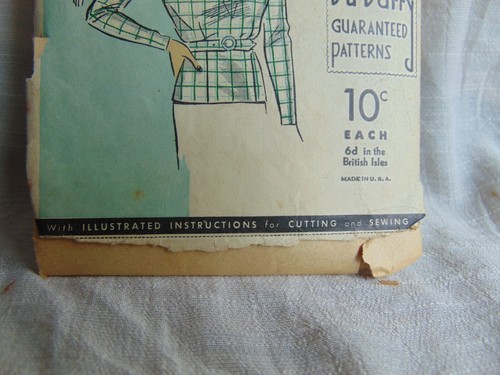 Du Barry
GUARANTEED
PATTERNS
10c
EACH
6d in the
British Isles
MADE IN U.S.A.
With ILLUSTRATED INSTRUCTIONS for CUTTING and SEWING